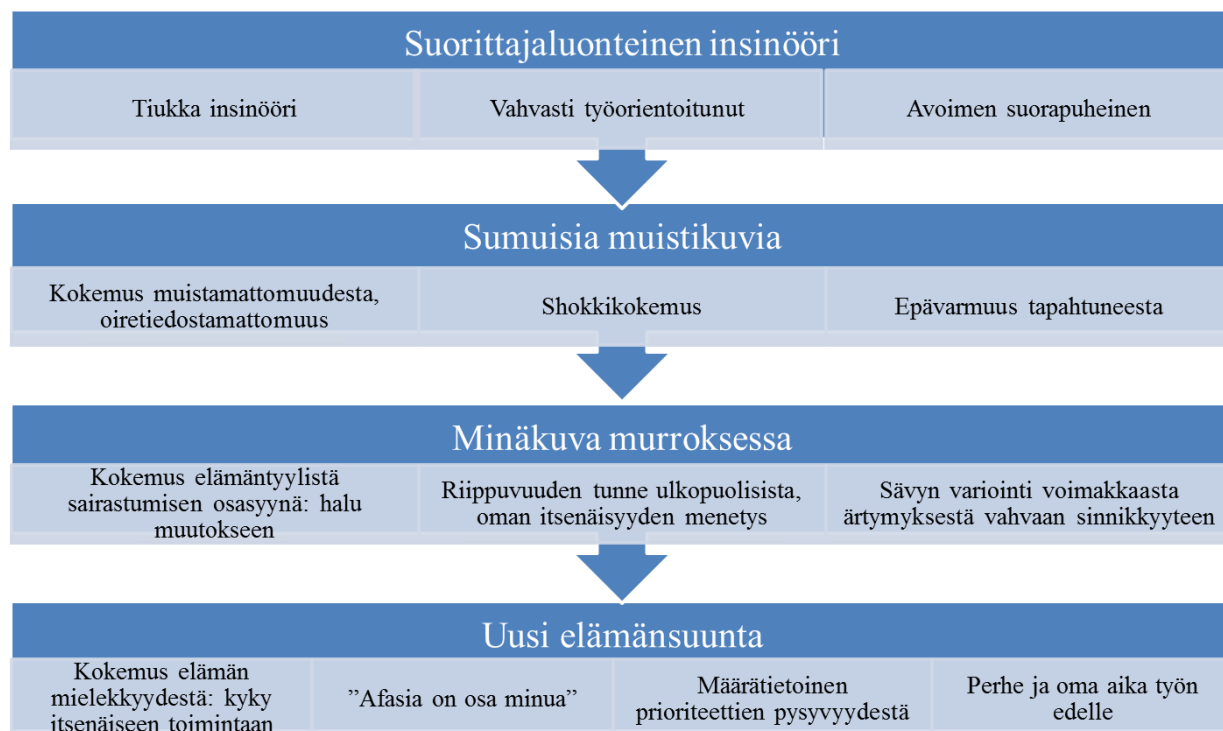 Suorittajaluonteinen insinööri
Tiukka insinööri
Vahvasti työorientoitunut
Avoimen suorapuheinen
Sumuisia muistikuvia
Kokemus muistamattomuudesta,
oiretiedostamattomuus
Shokkikokemus
Epävarmuus tapahtuneesta
Minäkuva murroksessa
Kokemus elämäntyylistä
sairastumisen osasyynä: halu
muutokseen
Riippuvuuden tunne ulkopuolisista,
oman itsenäisyyden menetys
Sävyn variointi voimakkaasta
ärtymyksestä vahvaan sinnikkyyteen
Uusi elämänsuunta
Kokemus elämän
mielekkyydestä: kyky
itsenäiseen toimintaan
”Afasia on osa minua”
Määrätietoinen
prioriteettien pysyvyydestä
Perhe ja oma aika työn
edelle